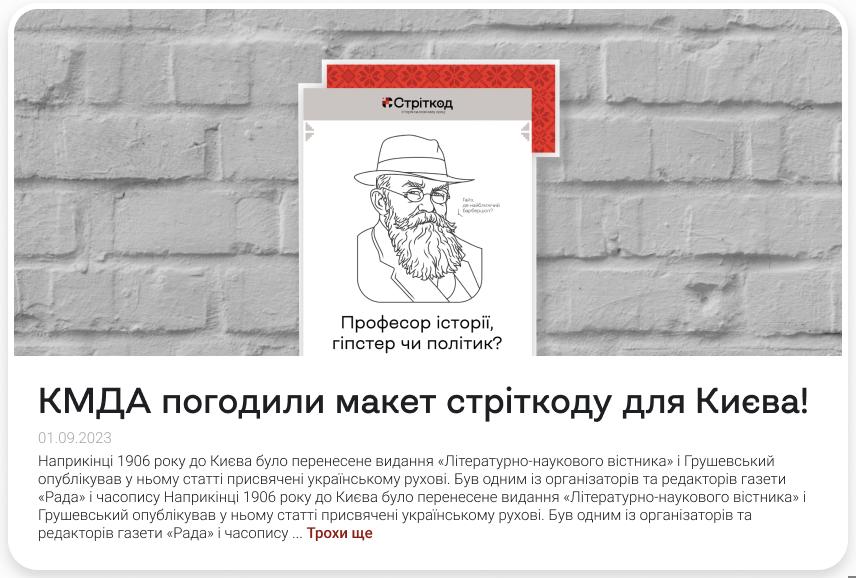 Стріткод
Гайз,
де найближчий
барбершоп?
Професор історії,
гіпстер чи політик?
КМДА погодили макет стріткоду для Києва!
01.09.2023
Наприкінці 1906 року до Києва було перенесене видання «Літературно-наукового вістника» і Грушевський
опублікував у ньому статті присвячені українському рухові. Був одним із організаторів та редакторів газети
«Рада» і часопису Наприкінці 1906 року до Києва було перенесене видання «Літературно-наукового вістника» і
Грушевський опублікував у ньому статті присвячені українському рухові. Був одним із організаторів та
редакторів газети «Рада» і часопису ... Трохи ще